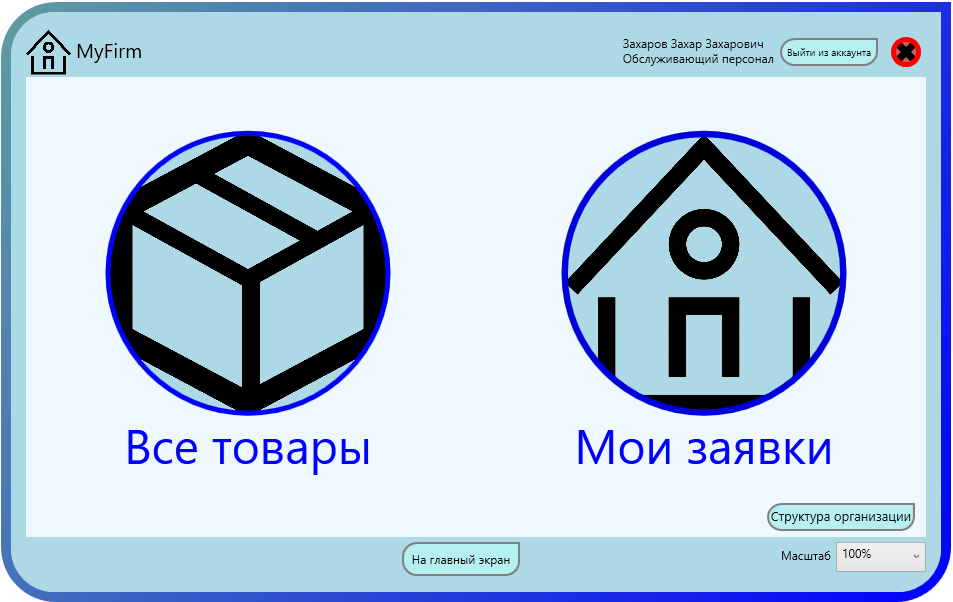 MyFirm
Захаров Захар Захарович
Обслуживающий персонал
Выйти из аккаунта
Все товары
Мои заявки
Структура организации
На главный экран
Масштаб
100%